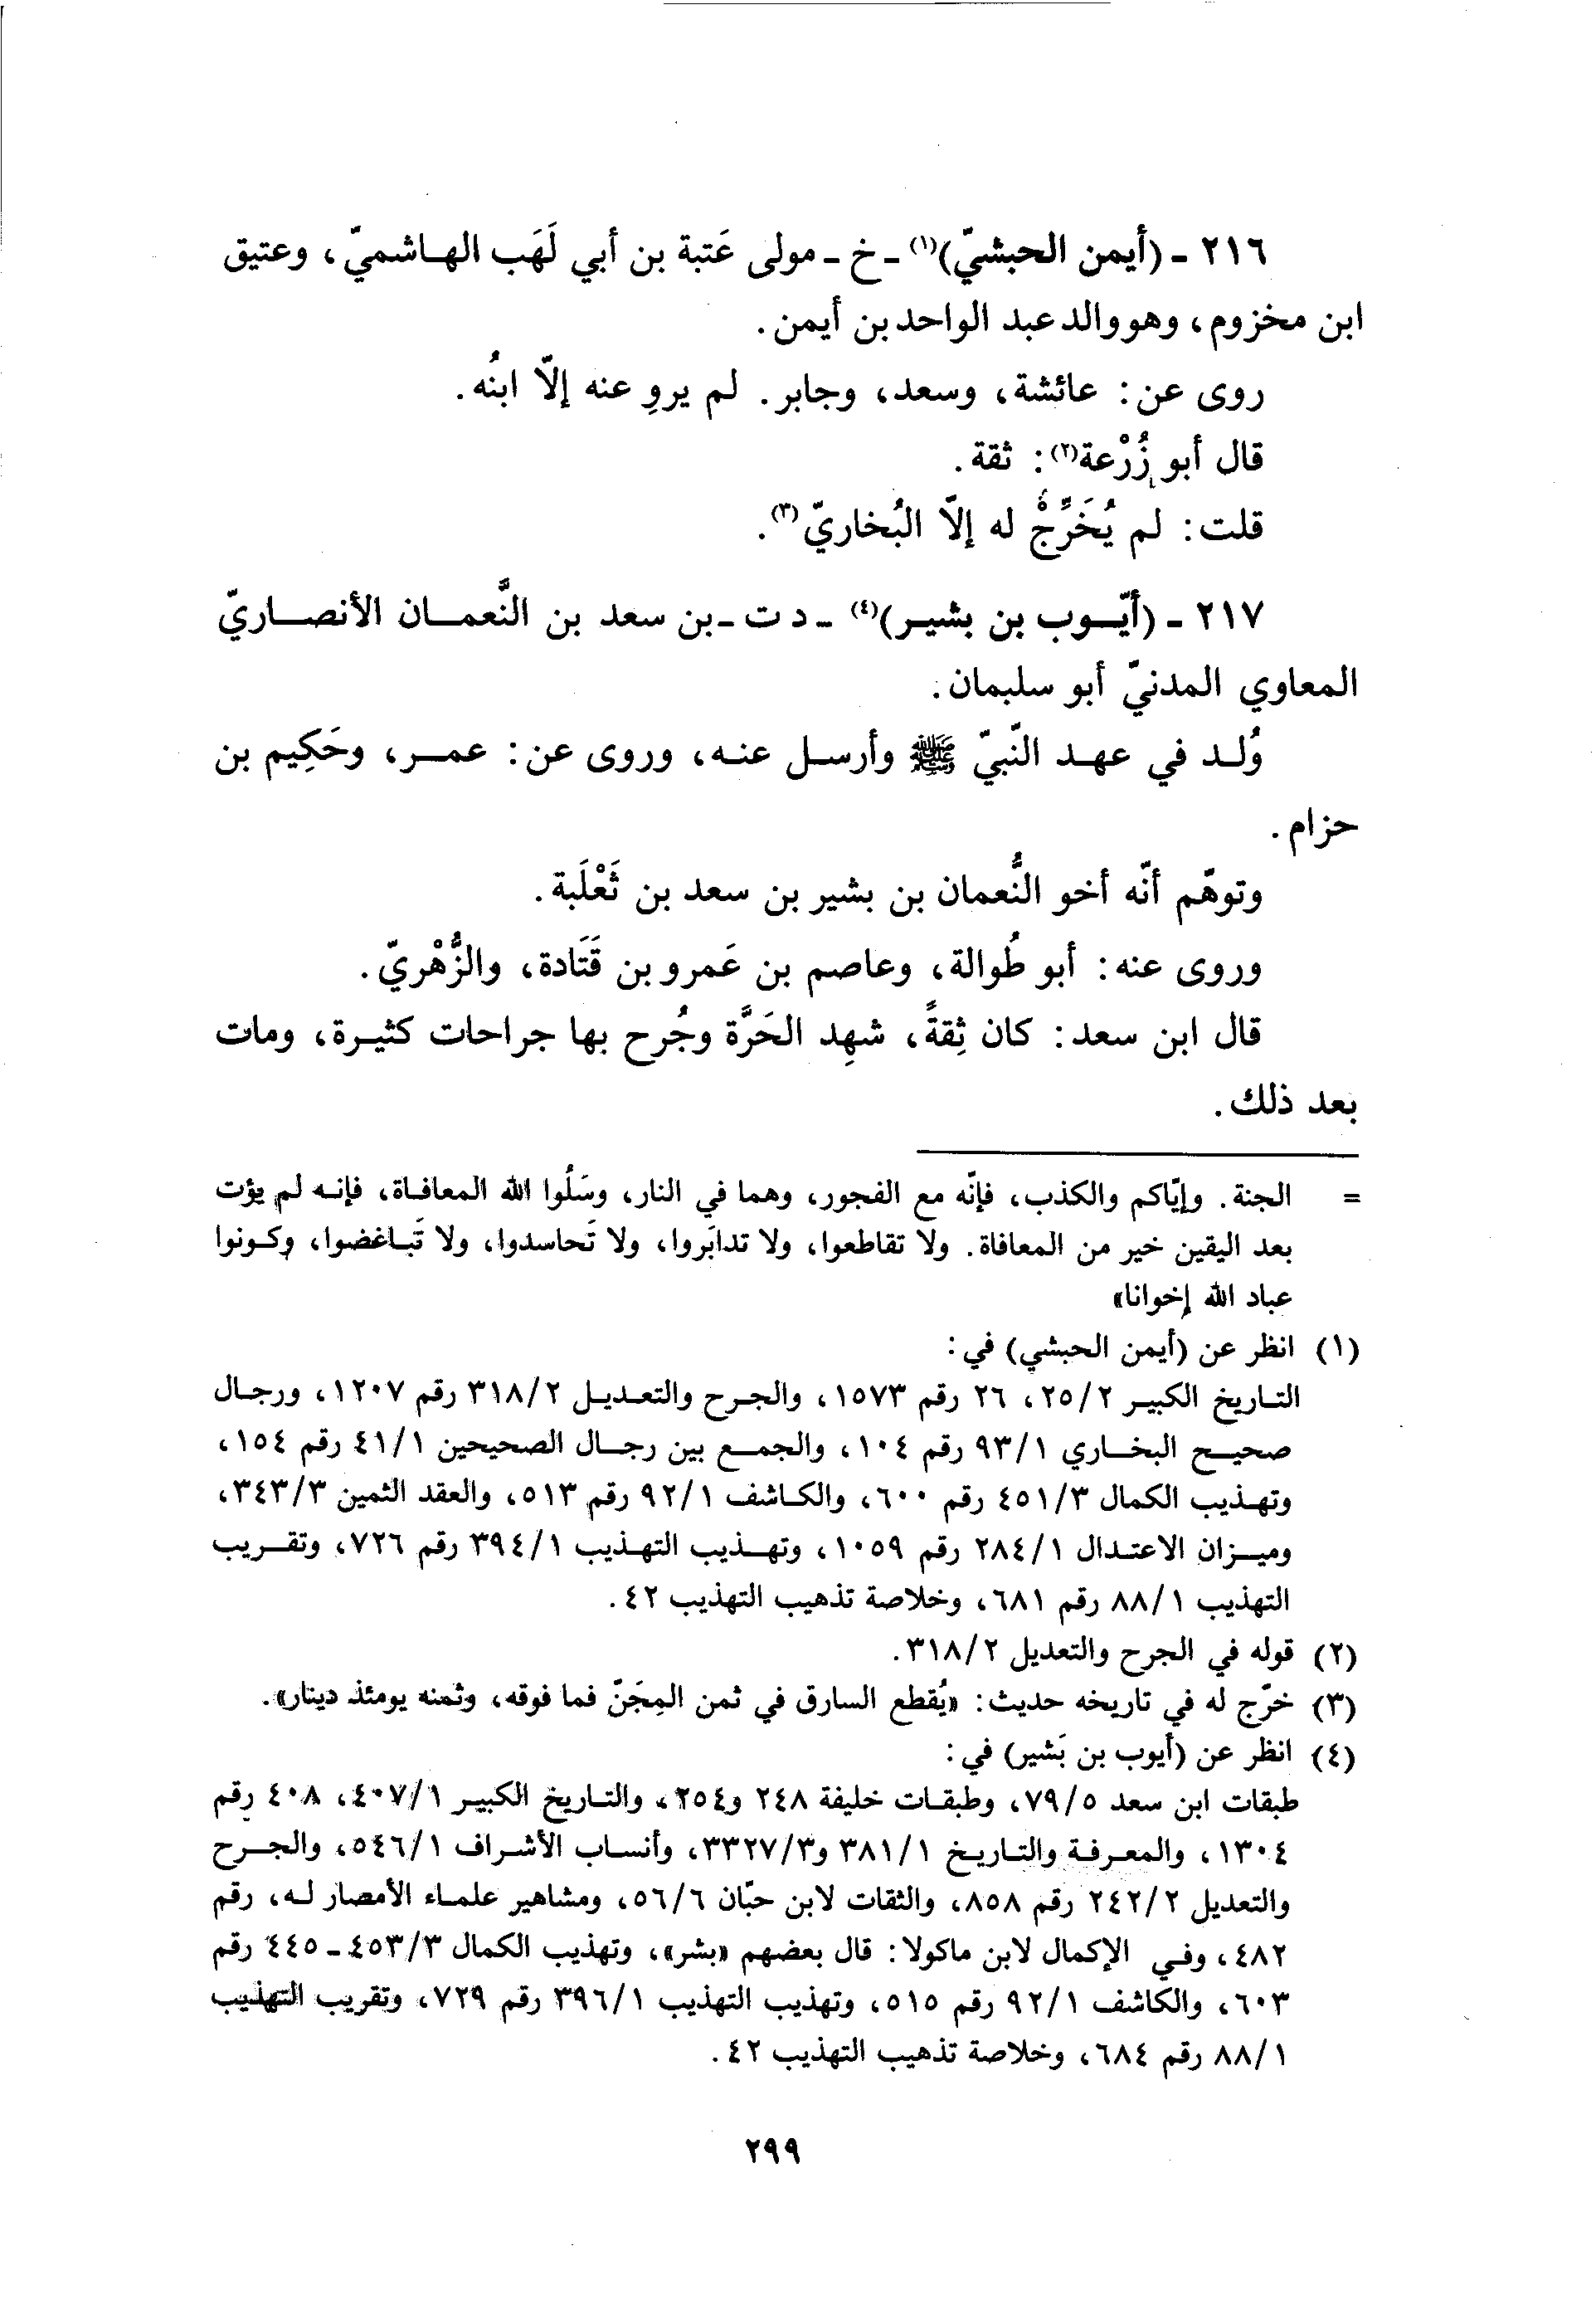 ٢١٦ - (أيمن الحبشيّ)(١) - خ - مولى عَتبة بن أبي لَهَب الهاشميّ، وعتيق
ابن مخزوم، وهو والد عبد الواحد بن أيمن.
روى عن: عائشة، وسعد، وجابر. لم يروِ عنه إلّا ابنُه.
قال أبو زُرْعة(٢): ثقة.
قلت: لم يُخَرِّجْ له إلّا البُخاريّ(٣).
٢١٧ - (أيّوب بن بشير)(٤) - د ت - بن سعد بن النُّعمان الأنصاريّ
المعاوي المدنيّ أبو سليمان.
وُلد في عهد النّبيّ ﷺ وأرسل عنه، وروى عن: عمر، وحَكِيم بن
حزام.
وتوهّم أنّه أخو النُّعمان بن بشير بن سعد بن ثَعْلَبة.
وروى عنه: أبو طُوالة، وعاصم بن عَمرو بن قَتَادة، والزُّهْريّ.
قال ابن سعد: كان ثِقةً، شهِد الحَرَّة وجُرح بها جراحات كثيرة، ومات
بعد ذلك.
= الجنة. وإيّاكم والكذب، فإنّه مع الفجور، وهما في النار، وسَلُوا الله المعافاة، فإنه لم يؤت
بعد اليقين خير من المعافاة. ولا تقاطعوا، ولا تدابَروا، ولا تَحاسدوا، ولا تَباغضوا، وكونوا
عباد الله إخوانا»
(١) انظر عن (أيمن الحبشي) في:
التاريخ الكبير ٢/٢٥، ٢٦ رقم ١٥٧٣، والجرح والتعديل ٢/٣١٨ رقم ١٢٠٧، ورجال
صحيح البخاري ١/٩٣ رقم ١٠٤، والجمع بين رجال الصحيحين ١/٤١ رقم ١٥٤،
وتهذيب الكمال ٣/٤٥١ رقم ٦٠٠، والكاشف ١/٩٢ رقم ٥١٣، والعقد الثمين ٣/٣٤٣،
وميزان الاعتدال ١/٢٨٤ رقم ١٠٥٩، وتهذيب التهذيب ١/٣٩٤ رقم ٧٢٦، وتقريب
التهذيب ١/٨٨ رقم ٦٨١، وخلاصة تذهيب التهذيب ٤٢.
(٢) قوله في الجرح والتعديل ٢/٣١٨.
(٣) خرّج له في تاريخه حديث: «يُقطع السارق في ثمن المِجَنّ فما فوقه، وثمنه يومئذ دينار».
(٤) انظر عن (أيوب بن بَشير) في:
طبقات ابن سعد ٥/٧٩، وطبقات خليفة ٢٤٨ و٢٥٤، والتاريخ الكبير ١/٤٠٧، ٤٠٨ رقم
١٣٠٤، والمعرفة والتاريخ ١/٣٨١ و٣/٣٣٢٧، وأنساب الأشراف ١/٥٤٦، والجرح
والتعديل ٢/٢٤٢ رقم ٨٥٨، والثقات لابن حبّان ٦/٥٦، ومشاهير علماء الأمصار له، رقم
٤٨٢، وفي الإكمال لابن ماكولا: قال بعضهم «بشر»، وتهذيب الكمال ٣/٤٥٣ - ٤٤٥ رقم
٦٠٣، والكاشف ١/٩٢ رقم ٥١٥، وتهذيب التهذيب ١/٣٩٦ رقم ٧٢٩، وتقريب التهذيب
١/٨٨ رقم ٦٨٤، وخلاصة تذهيب التهذيب ٤٢.
٢٩٩